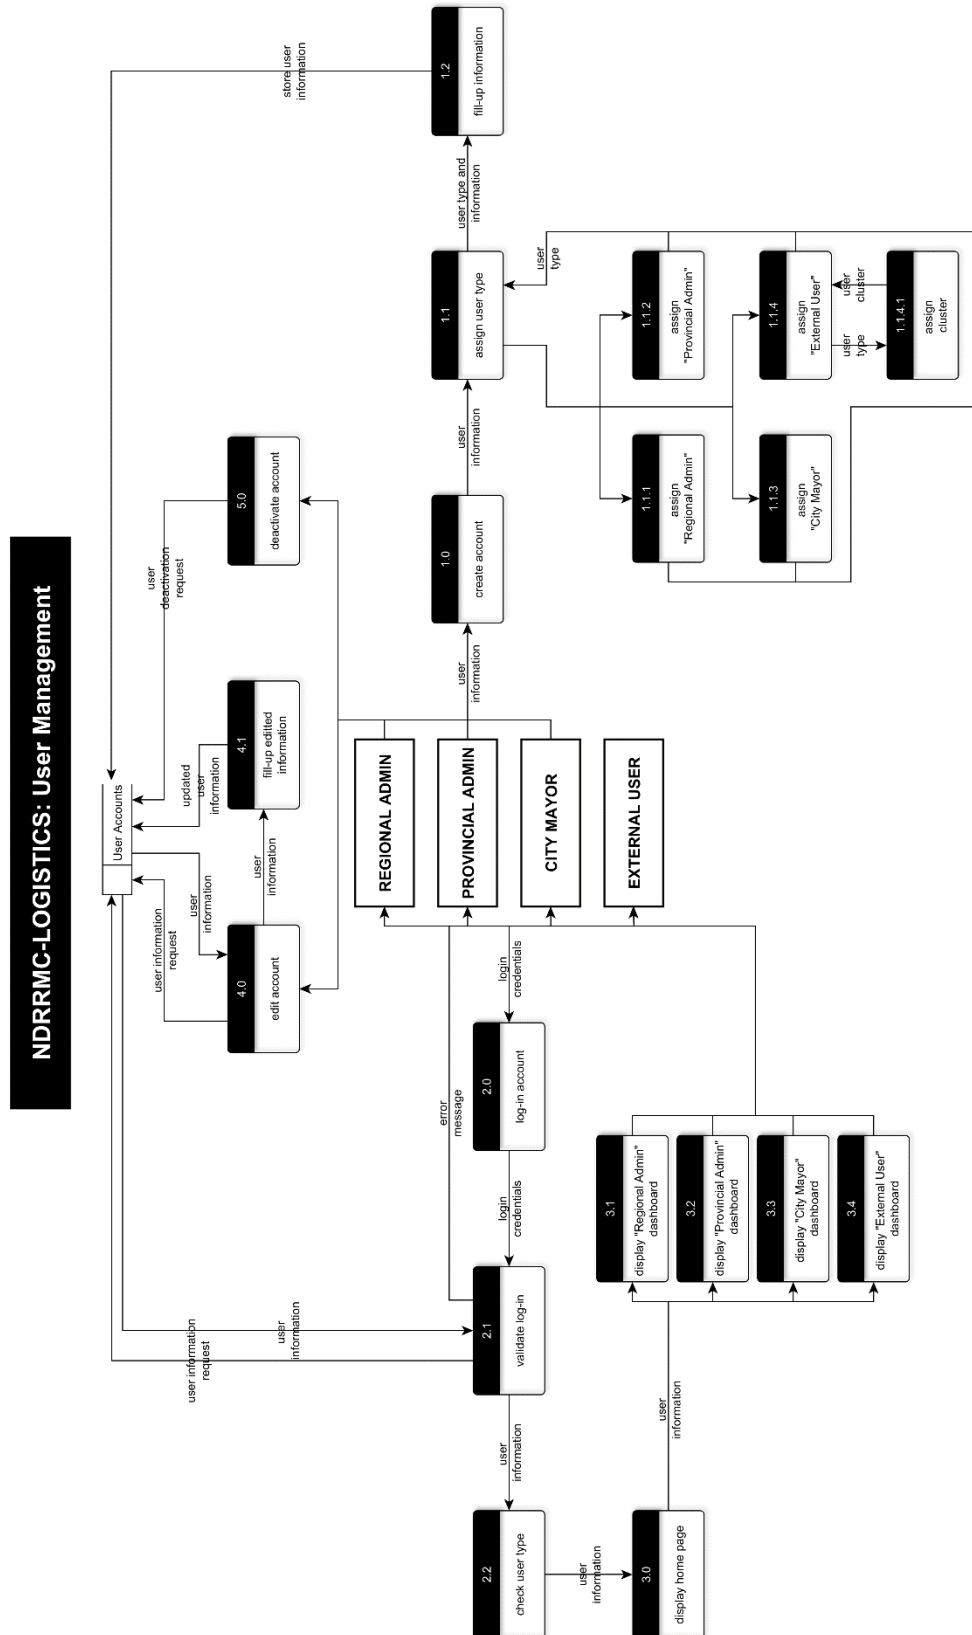 NDRRMC-LOGISTICS: User Management
User Accounts
user information
request
user
information
updated
user
information
user
deactivation
request
store user
information
4.0
edit account
user
information
4.1
fill-up editted
information
5.0
deactivate account
user information
request
user
information
error
message
REGIONAL ADMIN
PROVINCIAL ADMIN
CITY MAYOR
EXTERNAL USER
user
information
1.0
create account
user
information
1.1
assign user type
user type and
information
1.2
fill-up information
2.2
check user type
user
information
2.1
validate log-in
login
credentials
2.0
log-in account
login
credentials
user
type
user
information
3.0
display home page
user
information
3.1
display "Regional Admin"
dashboard
3.2
display "Provincial Admin"
dashboard
3.3
display "City Mayor"
dashboard
3.4
display "External User"
dashboard
1.1.1
assign
"Regional Admin"
1.1.2
assign
"Provincial Admin"
1.1.3
assign
"City Mayor"
1.1.4
assign
"External User"
user
type
user
cluster
1.1.4.1
assign
cluster